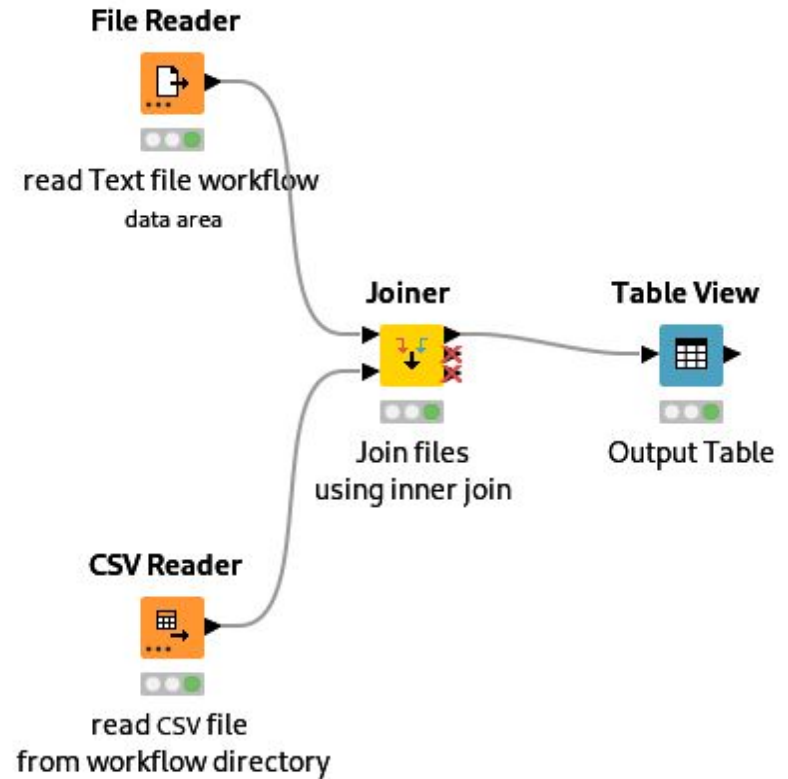 File Reader
read Text file workflow
data area
Joiner
Join files
using inner join
Table View
Output Table
CSV Reader
read CSV file
from workflow directory